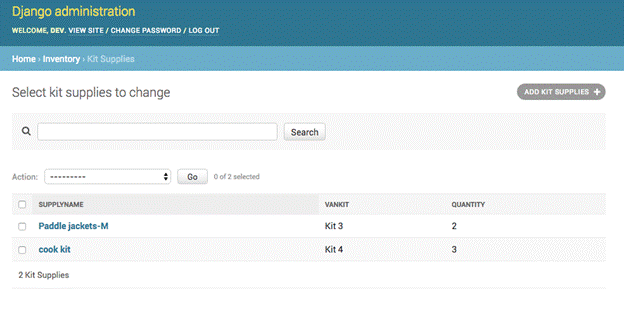 Django administration
WELCOME, DEV. VIEW SITE / CHANGE PASSWORD / LOG OUT
Home › Inventory › Kit Supplies
Select kit supplies to change
ADD KIT SUPPLIES +
Search
Action: --------- Go 0 of 2 selected
SUPPLYNAME VANKIT QUANTITY
Paddle jackets-M Kit 3 2
cook kit Kit 4 3
2 Kit Supplies